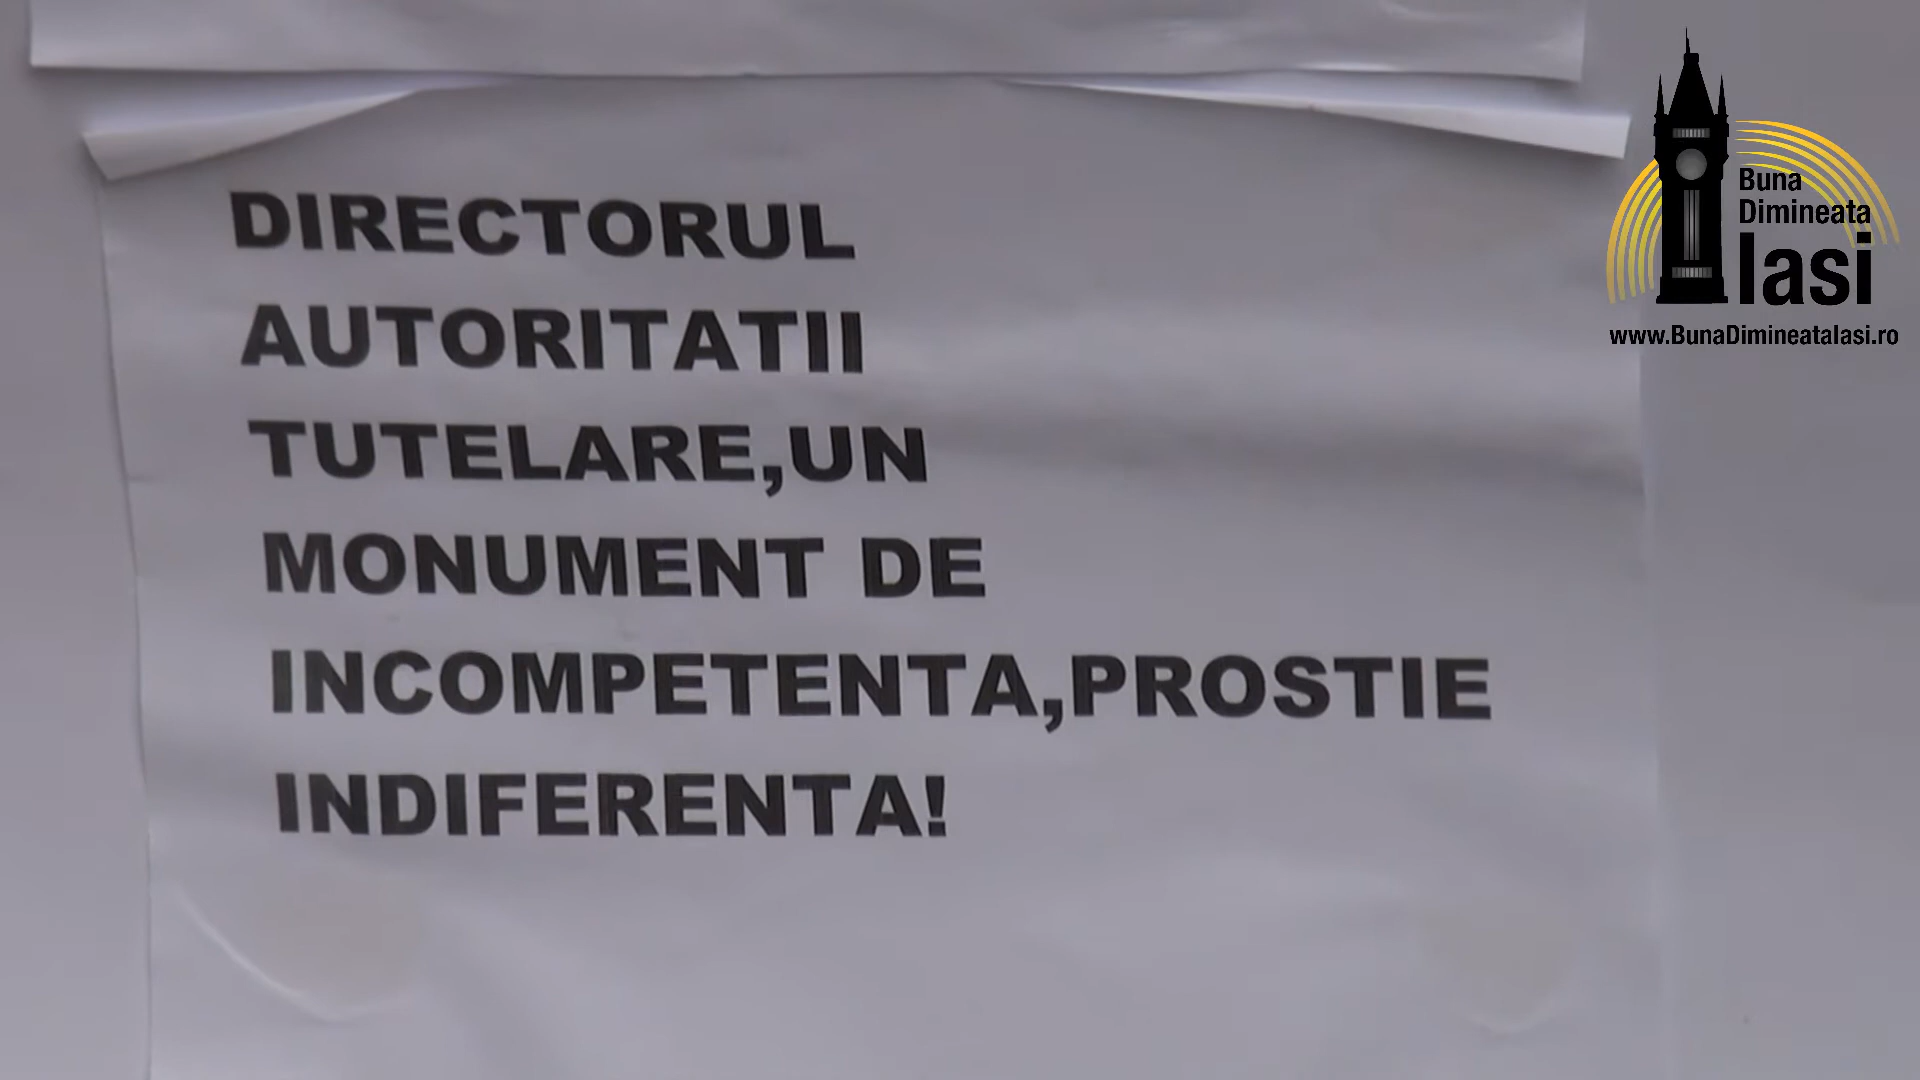 DIRECTORUL
AUTORITATII
TUTELARE,UN
MONUMENT DE
INCOMPETENTA,PROSTIE
INDIFERENTA!
Buna
Dimineata
Iasi
www.BunaDimineataIasi.ro